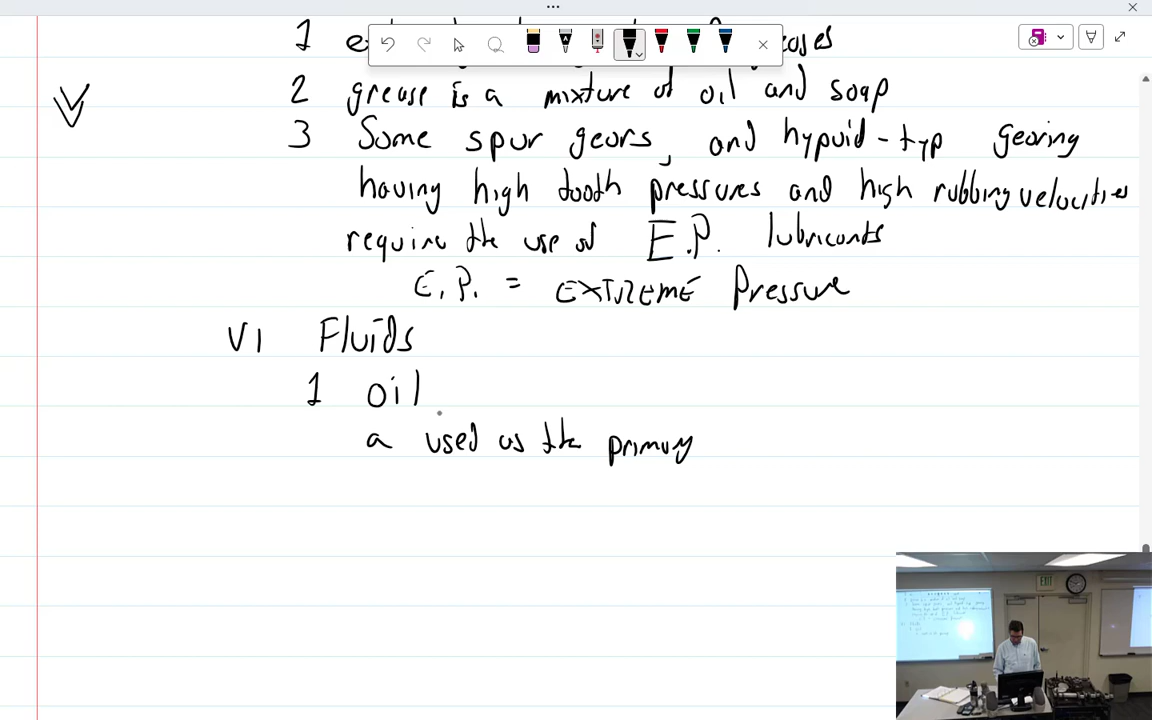 1 eases
2 grease is a mixture of oil and soap
3 Some spur gears, and hypoid-typ gearing
having high tooth pressures and high rubbing velocities
require the use of E.P. lubricants
E.P. = EXTREME Pressure
VI Fluids
1 oil
a used as the primary
EXIT